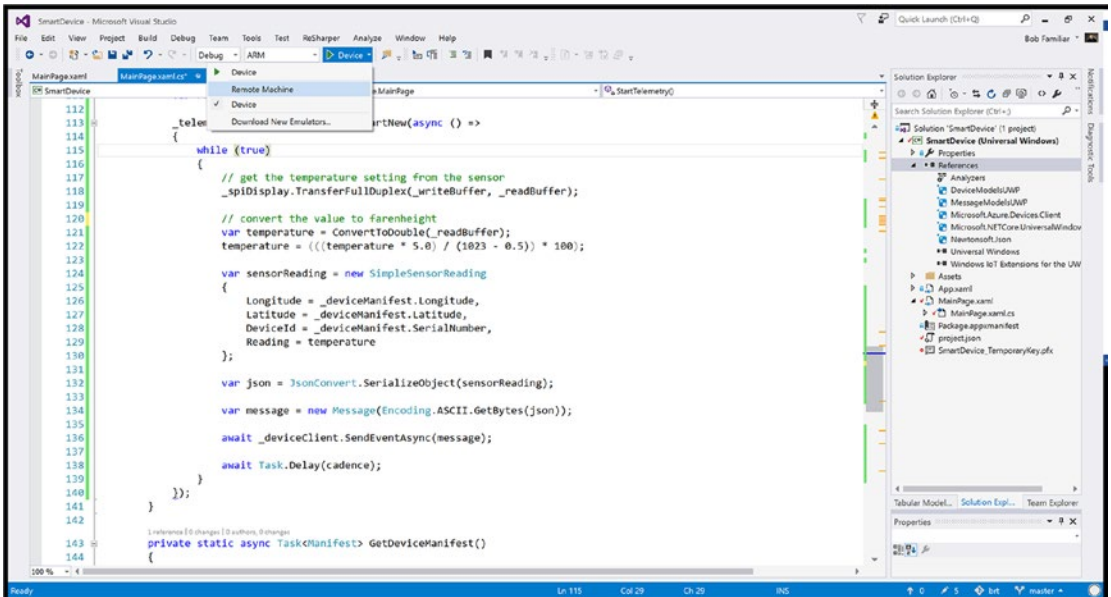 SmartDevice - Microsoft Visual Studio
Quick Launch (Ctrl+Q)
File Edit View Project Build Debug Team Tools Test ReSharper Analyze Window Help
Bob Familiar
Debug ARM Device
MainPage.xaml MainPage.xaml.cs*
SmartDevice
e.MainPage
StartTelemetry()
Device
Remote Machine
Device
Download New Emulators...
Toolbox
Notifications
Diagnostic Tools
112
113 _telem artNew(async () =>
114 {
115 while (true)
116 {
117 // get the temperature setting from the sensor
118 _spiDisplay.TransferFullDuplex(_writeBuffer, _readBuffer);
119
120 // convert the value to farenheight
121 var temperature = ConvertToDouble(_readBuffer);
122 temperature = (((temperature * 5.0) / (1023 - 0.5)) * 100);
123
124 var sensorReading = new SimpleSensorReading
125 {
126 Longitude = _deviceManifest.Longitude,
127 Latitude = _deviceManifest.Latitude,
128 DeviceId = _deviceManifest.SerialNumber,
129 Reading = temperature
130 };
131
132 var json = JsonConvert.SerializeObject(sensorReading);
133
134 var message = new Message(Encoding.ASCII.GetBytes(json));
135
136 await _deviceClient.SendEventAsync(message);
137
138 await Task.Delay(cadence);
139 }
140 });
141 }
142
1 reference | 0 changes | 0 authors, 0 changes
143 private static async Task<Manifest> GetDeviceManifest()
144 {
100 %
Solution Explorer
Search Solution Explorer (Ctrl+;)
Solution 'SmartDevice' (1 project)
SmartDevice (Universal Windows)
Properties
References
Analyzers
DeviceModelsUWP
MessageModelsUWP
Microsoft.Azure.Devices.Client
Microsoft.NETCore.UniversalWindov
Newtonsoft.Json
Universal Windows
Windows IoT Extensions for the UW
Assets
App.xaml
MainPage.xaml
MainPage.xaml.cs
Package.appxmanifest
project.json
SmartDevice_TemporaryKey.pfx
Tabular Model... Solution Expl... Team Explorer
Properties
Ready Ln 115 Col 29 Ch 29 INS 0 5 brt master